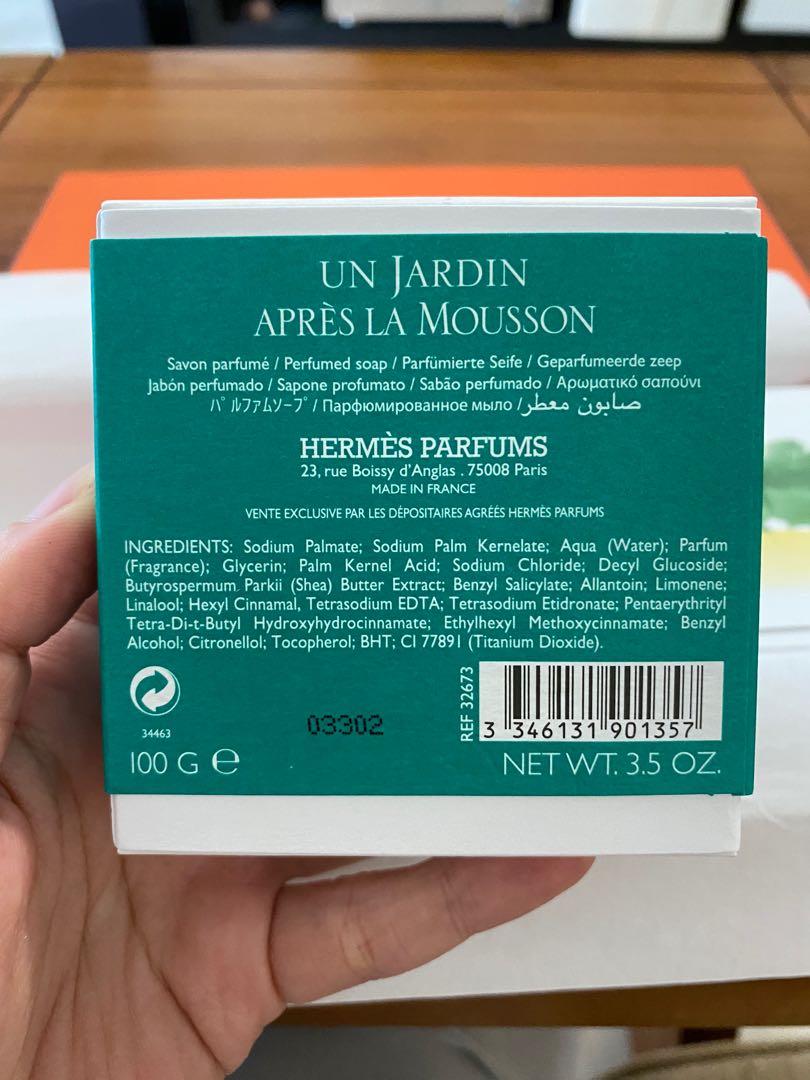 UN JARDIN
APRÈS LA MOUSSON
Savon parfumé / Perfumed soap / Parfümierte Seife / Geparfumeerde zeep
Jabón perfumado / Sapone profumato / Sabão perfumado / Αρωματικό σαπούνι
パルファムソープ / Парфюмированное мыло / صابون معطر
HERMÈS PARFUMS
23, rue Boissy d'Anglas . 75008 Paris
MADE IN FRANCE
VENTE EXCLUSIVE PAR LES DÉPOSITAIRES AGRÉÉS HERMÈS PARFUMS
INGREDIENTS: Sodium Palmate; Sodium Palm Kernelate; Aqua (Water); Parfum
(Fragrance); Glycerin; Palm Kernel Acid; Sodium Chloride; Decyl Glucoside;
Butyrospermum Parkii (Shea) Butter Extract; Benzyl Salicylate; Allantoin; Limonene;
Linalool; Hexyl Cinnamal, Tetrasodium EDTA; Tetrasodium Etidronate; Pentaerythrityl
Tetra-Di-t-Butyl Hydroxyhydrocinnamate; Ethylhexyl Methoxycinnamate; Benzyl
Alcohol; Citronellol; Tocopherol; BHT; CI 77891 (Titanium Dioxide).
34463
03302
REF 32673
3 346131 901357
100 G e
NET WT. 3.5 OZ.